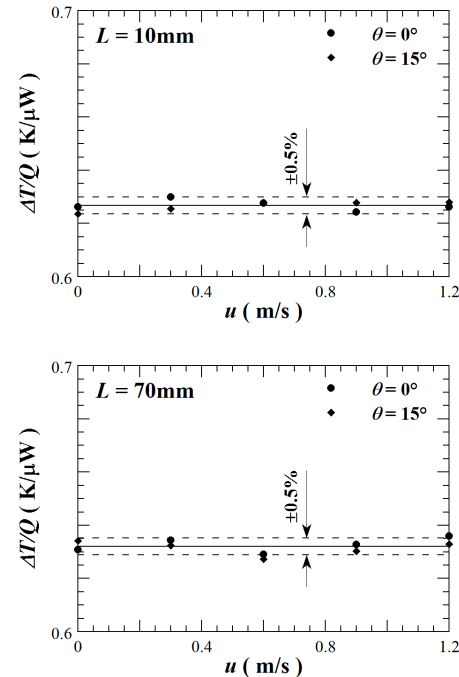 0.7
L = 10mm
θ = 0°
θ = 15°
ΔT/Q ( K/μW )
±0.5%
0.6
0 0.4 0.8 1.2
u ( m/s )
0.7
L = 70mm
θ = 0°
θ = 15°
ΔT/Q ( K/μW )
±0.5%
0.6
0 0.4 0.8 1.2
u ( m/s )